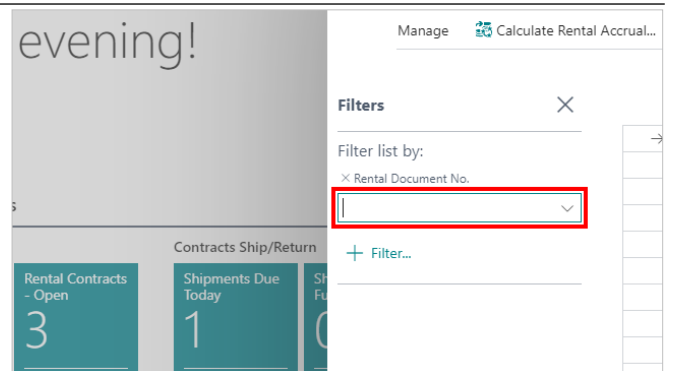 evening!
Manage Calculate Rental Accrual...
Filters
Filter list by:
× Rental Document No.
Filter...
Contracts Ship/Return
Rental Contracts
- Open
3
Shipments Due
Today
1